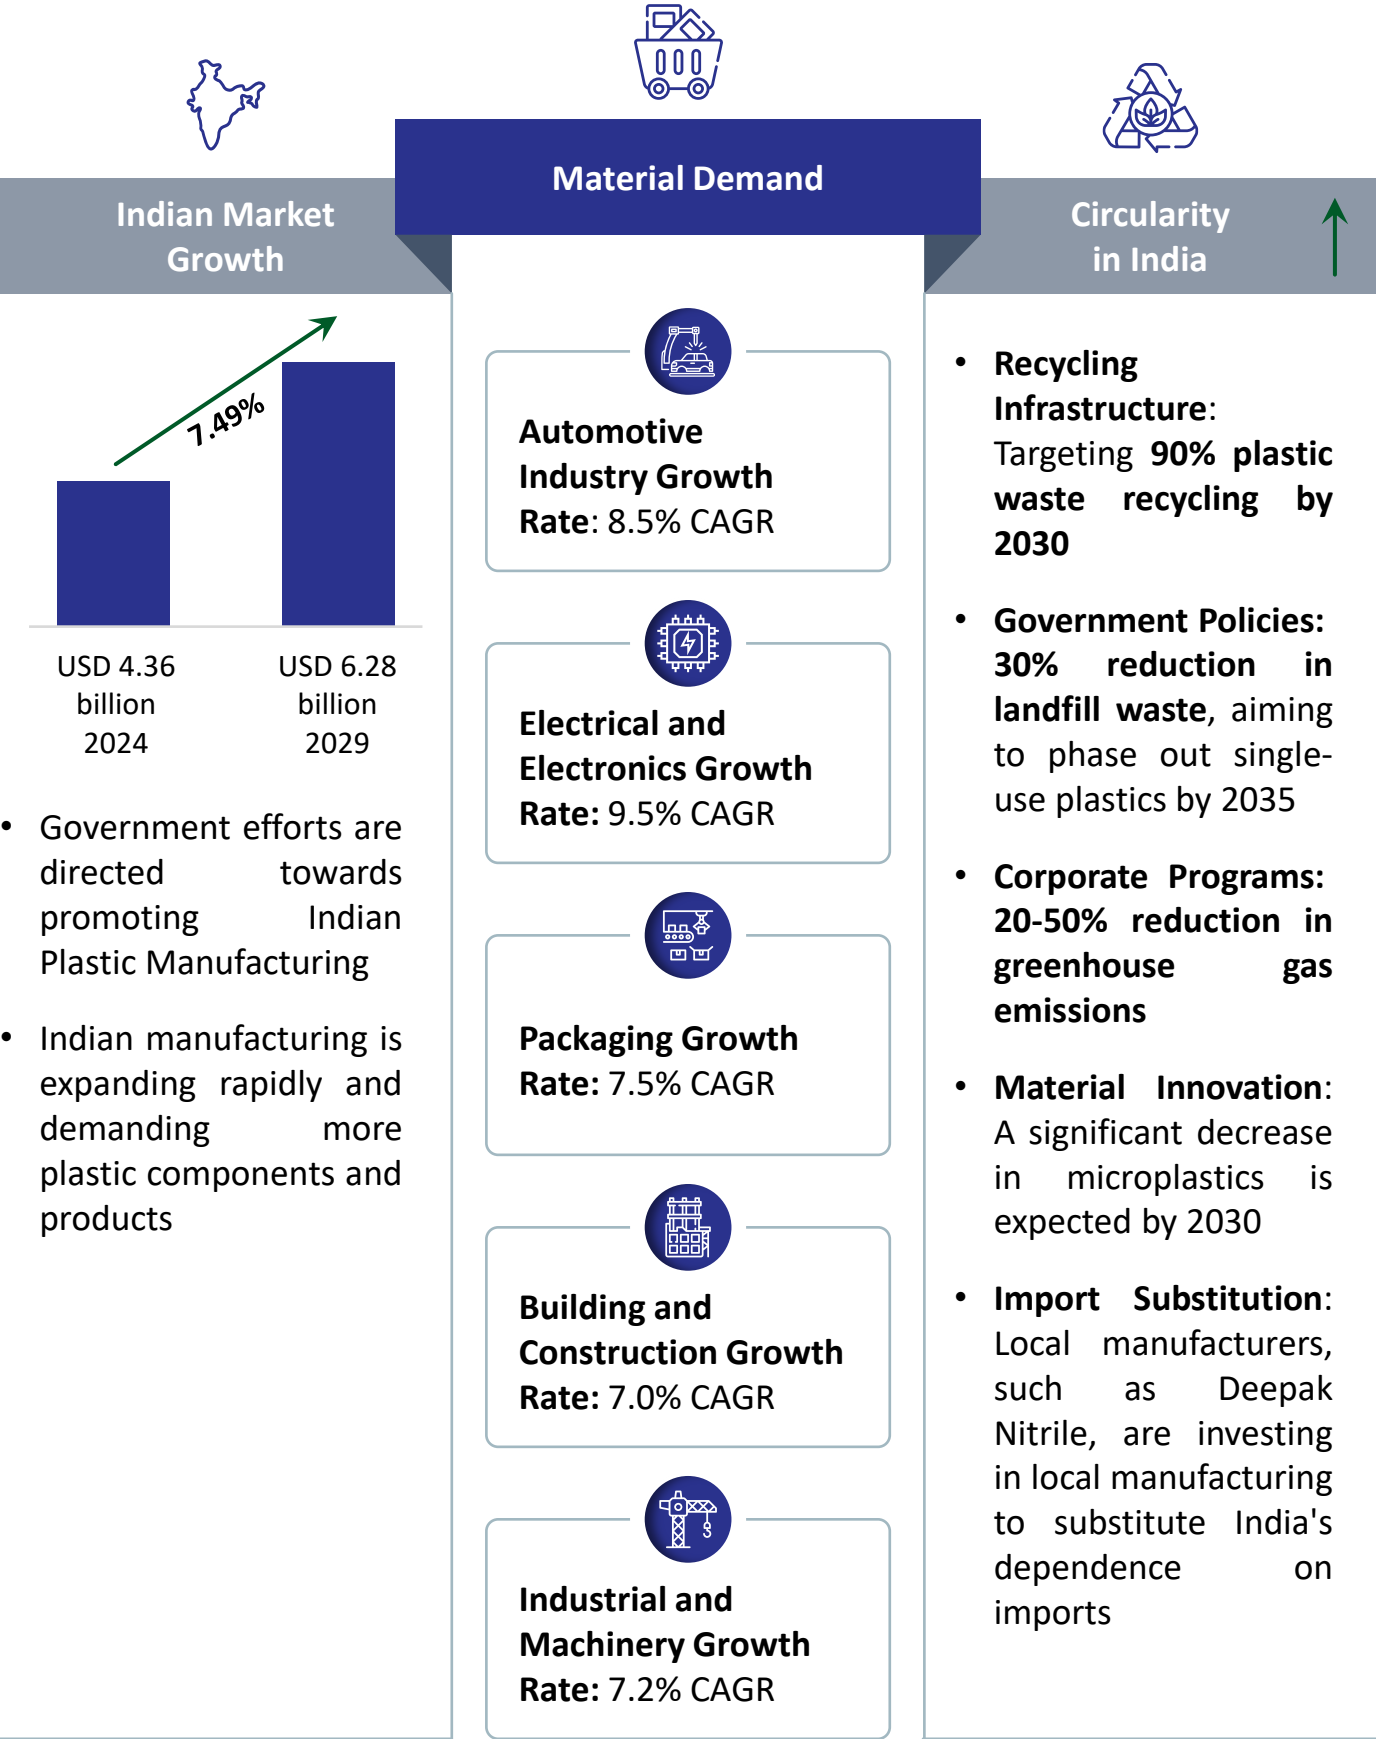 Material Demand
Indian Market
Growth
7.49%
USD 4.36
billion
2024
USD 6.28
billion
2029
• Government efforts are
directed towards
promoting Indian
Plastic Manufacturing
• Indian manufacturing is
expanding rapidly and
demanding more
plastic components and
products
Automotive
Industry Growth
Rate: 8.5% CAGR
Electrical and
Electronics Growth
Rate: 9.5% CAGR
Packaging Growth
Rate: 7.5% CAGR
Building and
Construction Growth
Rate: 7.0% CAGR
Industrial and
Machinery Growth
Rate: 7.2% CAGR
Circularity
in India
• Recycling
Infrastructure:
Targeting 90% plastic
waste recycling by
2030
• Government Policies:
30% reduction in
landfill waste, aiming
to phase out single-
use plastics by 2035
• Corporate Programs:
20-50% reduction in
greenhouse gas
emissions
• Material Innovation:
A significant decrease
in microplastics is
expected by 2030
• Import Substitution:
Local manufacturers,
such as Deepak
Nitrile, are investing
in local manufacturing
to substitute India's
dependence on
imports